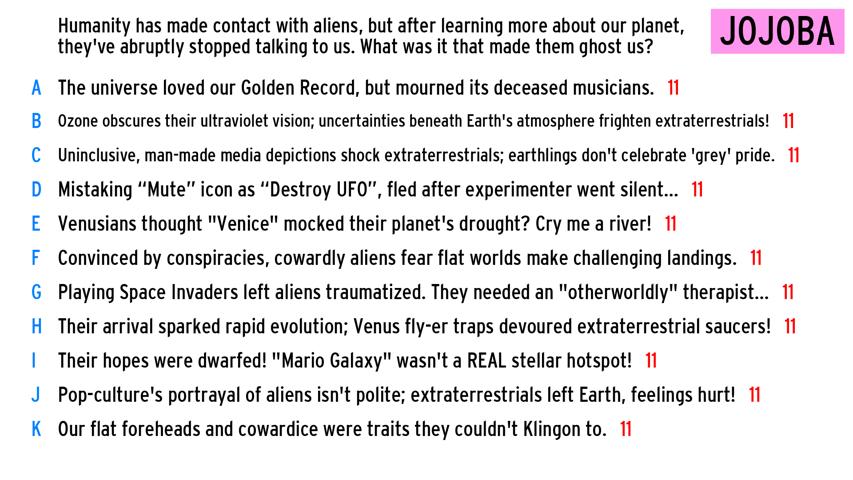 Humanity has made contact with aliens, but after learning more about our planet,
they've abruptly stopped talking to us. What was it that made them ghost us?
JOJOBA
A The universe loved our Golden Record, but mourned its deceased musicians. 11
B Ozone obscures their ultraviolet vision; uncertainties beneath Earth's atmosphere frighten extraterrestrials! 11
C Uninclusive, man-made media depictions shock extraterrestrials; earthlings don't celebrate 'grey' pride. 11
D Mistaking “Mute” icon as “Destroy UFO”, fled after experimenter went silent... 11
E Venusians thought "Venice" mocked their planet's drought? Cry me a river! 11
F Convinced by conspiracies, cowardly aliens fear flat worlds make challenging landings. 11
G Playing Space Invaders left aliens traumatized. They needed an "otherworldly" therapist... 11
H Their arrival sparked rapid evolution; Venus fly-er traps devoured extraterrestrial saucers! 11
I Their hopes were dwarfed! "Mario Galaxy" wasn't a REAL stellar hotspot! 11
J Pop-culture's portrayal of aliens isn't polite; extraterrestrials left Earth, feelings hurt! 11
K Our flat foreheads and cowardice were traits they couldn't Klingon to. 11